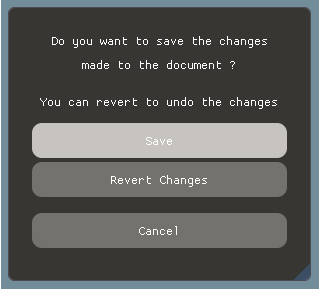 Do you want to save the changes
made to the document ?
You can revert to undo the changes
Save
Revert Changes
Cancel